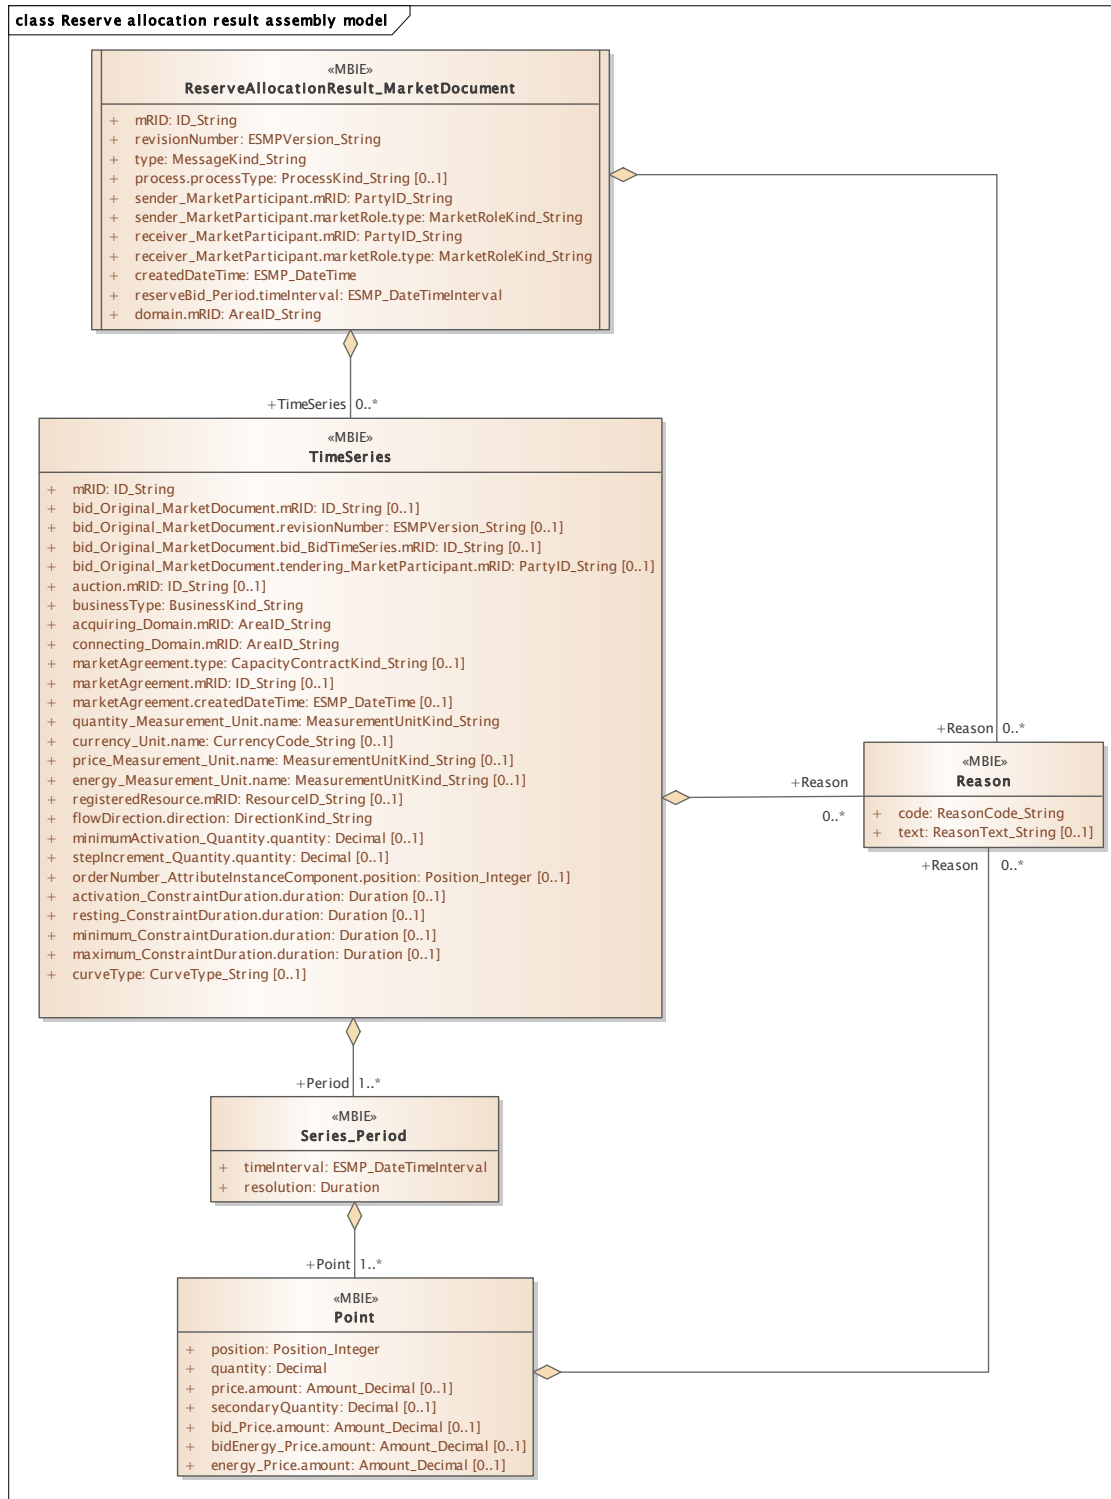 class Reserve allocation result assembly model
«MBIE»
ReserveAllocationResult_MarketDocument
+ mRID: ID_String
+ revisionNumber: ESMPVersion_String
+ type: MessageKind_String
+ process.processType: ProcessKind_String [0..1]
+ sender_MarketParticipant.mRID: PartyID_String
+ sender_MarketParticipant.marketRole.type: MarketRoleKind_String
+ receiver_MarketParticipant.mRID: PartyID_String
+ receiver_MarketParticipant.marketRole.type: MarketRoleKind_String
+ createdDateTime: ESMP_DateTime
+ reserveBid_Period.timeInterval: ESMP_DateTimeInterval
+ domain.mRID: AreaID_String
+TimeSeries 0..*
«MBIE»
TimeSeries
+ mRID: ID_String
+ bid_Original_MarketDocument.mRID: ID_String [0..1]
+ bid_Original_MarketDocument.revisionNumber: ESMPVersion_String [0..1]
+ bid_Original_MarketDocument.bid_BidTimeSeries.mRID: ID_String [0..1]
+ bid_Original_MarketDocument.tendering_MarketParticipant.mRID: PartyID_String [0..1]
+ auction.mRID: ID_String [0..1]
+ businessType: BusinessKind_String
+ acquiring_Domain.mRID: AreaID_String
+ connecting_Domain.mRID: AreaID_String
+ marketAgreement.type: CapacityContractKind_String [0..1]
+ marketAgreement.mRID: ID_String [0..1]
+ marketAgreement.createdDateTime: ESMP_DateTime [0..1]
+ quantity_Measurement_Unit.name: MeasurementUnitKind_String
+ currency_Unit.name: CurrencyCode_String [0..1]
+ price_Measurement_Unit.name: MeasurementUnitKind_String [0..1]
+ energy_Measurement_Unit.name: MeasurementUnitKind_String [0..1]
+ registeredResource.mRID: ResourceID_String [0..1]
+ flowDirection.direction: DirectionKind_String
+ minimumActivation_Quantity.quantity: Decimal [0..1]
+ stepIncrement_Quantity.quantity: Decimal [0..1]
+ orderNumber_AttributeInstanceComponent.position: Position_Integer [0..1]
+ activation_ConstraintDuration.duration: Duration [0..1]
+ resting_ConstraintDuration.duration: Duration [0..1]
+ minimum_ConstraintDuration.duration: Duration [0..1]
+ maximum_ConstraintDuration.duration: Duration [0..1]
+ curveType: CurveType_String [0..1]
+Reason 0..*
+Reason
0..*
«MBIE»
Reason
+ code: ReasonCode_String
+ text: ReasonText_String [0..1]
+Reason 0..*
+Period 1..*
«MBIE»
Series_Period
+ timeInterval: ESMP_DateTimeInterval
+ resolution: Duration
+Point 1..*
«MBIE»
Point
+ position: Position_Integer
+ quantity: Decimal
+ price.amount: Amount_Decimal [0..1]
+ secondaryQuantity: Decimal [0..1]
+ bid_Price.amount: Amount_Decimal [0..1]
+ bidEnergy_Price.amount: Amount_Decimal [0..1]
+ energy_Price.amount: Amount_Decimal [0..1]